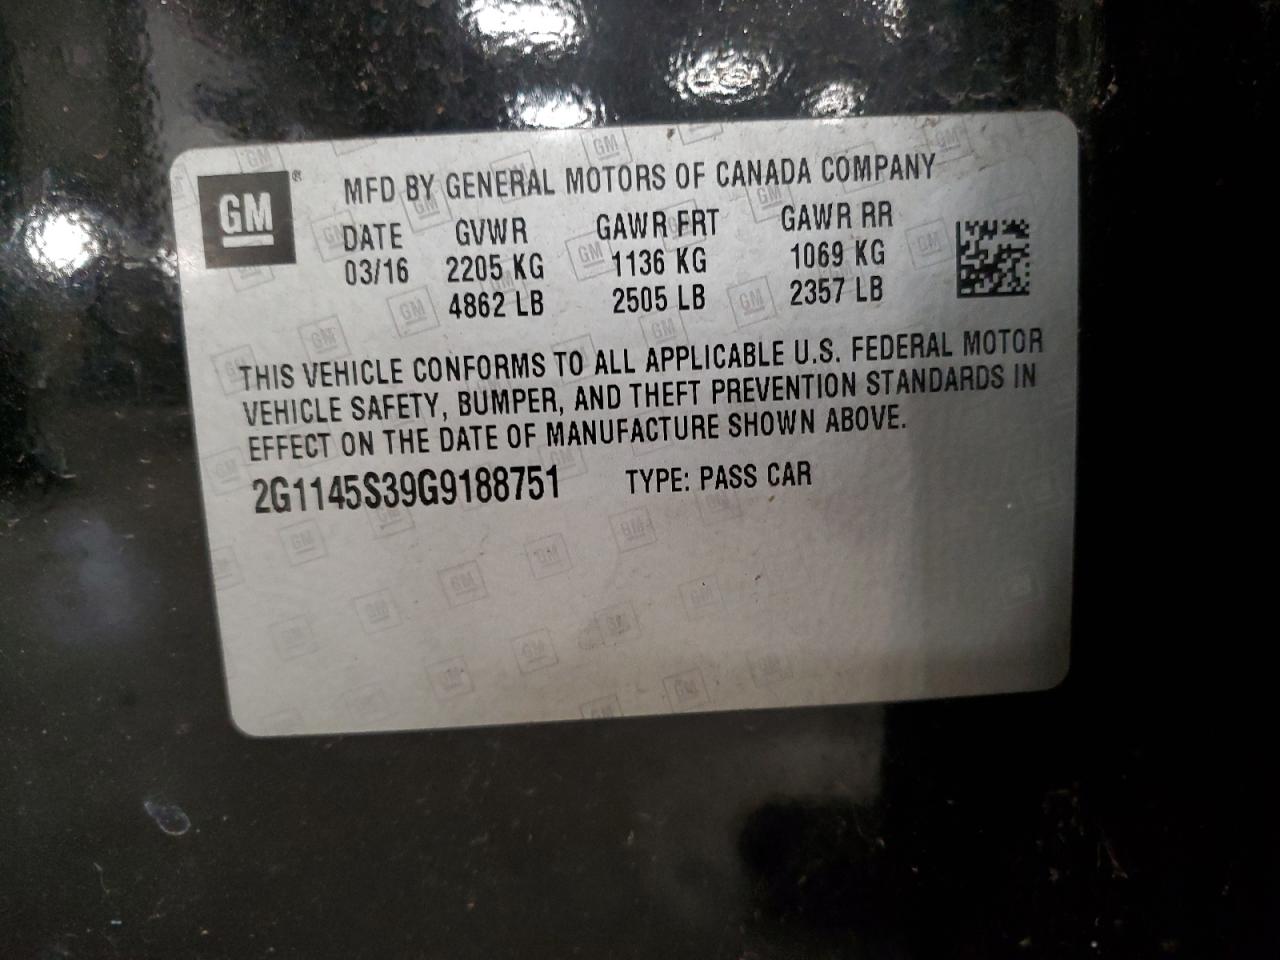 GM ®
MFD BY GENERAL MOTORS OF CANADA COMPANY
DATE GVWR GAWR FRT GAWR RR
03/16 2205 KG 1136 KG 1069 KG
4862 LB 2505 LB 2357 LB
THIS VEHICLE CONFORMS TO ALL APPLICABLE U.S. FEDERAL MOTOR
VEHICLE SAFETY, BUMPER, AND THEFT PREVENTION STANDARDS IN
EFFECT ON THE DATE OF MANUFACTURE SHOWN ABOVE.
2G1145S39G9188751 TYPE: PASS CAR